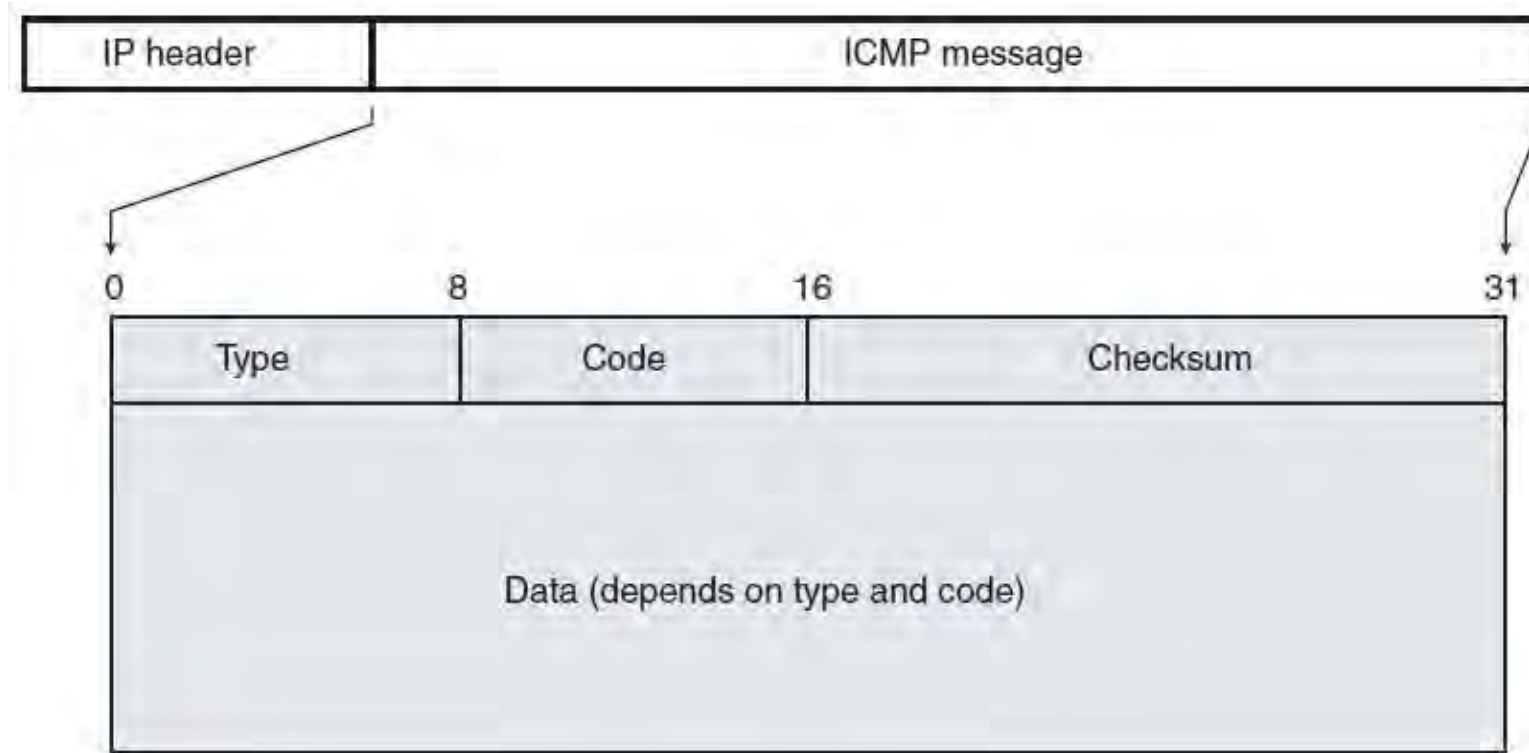 IP header ICMP message
0 8 16 31
Type Code Checksum
Data (depends on type and code)